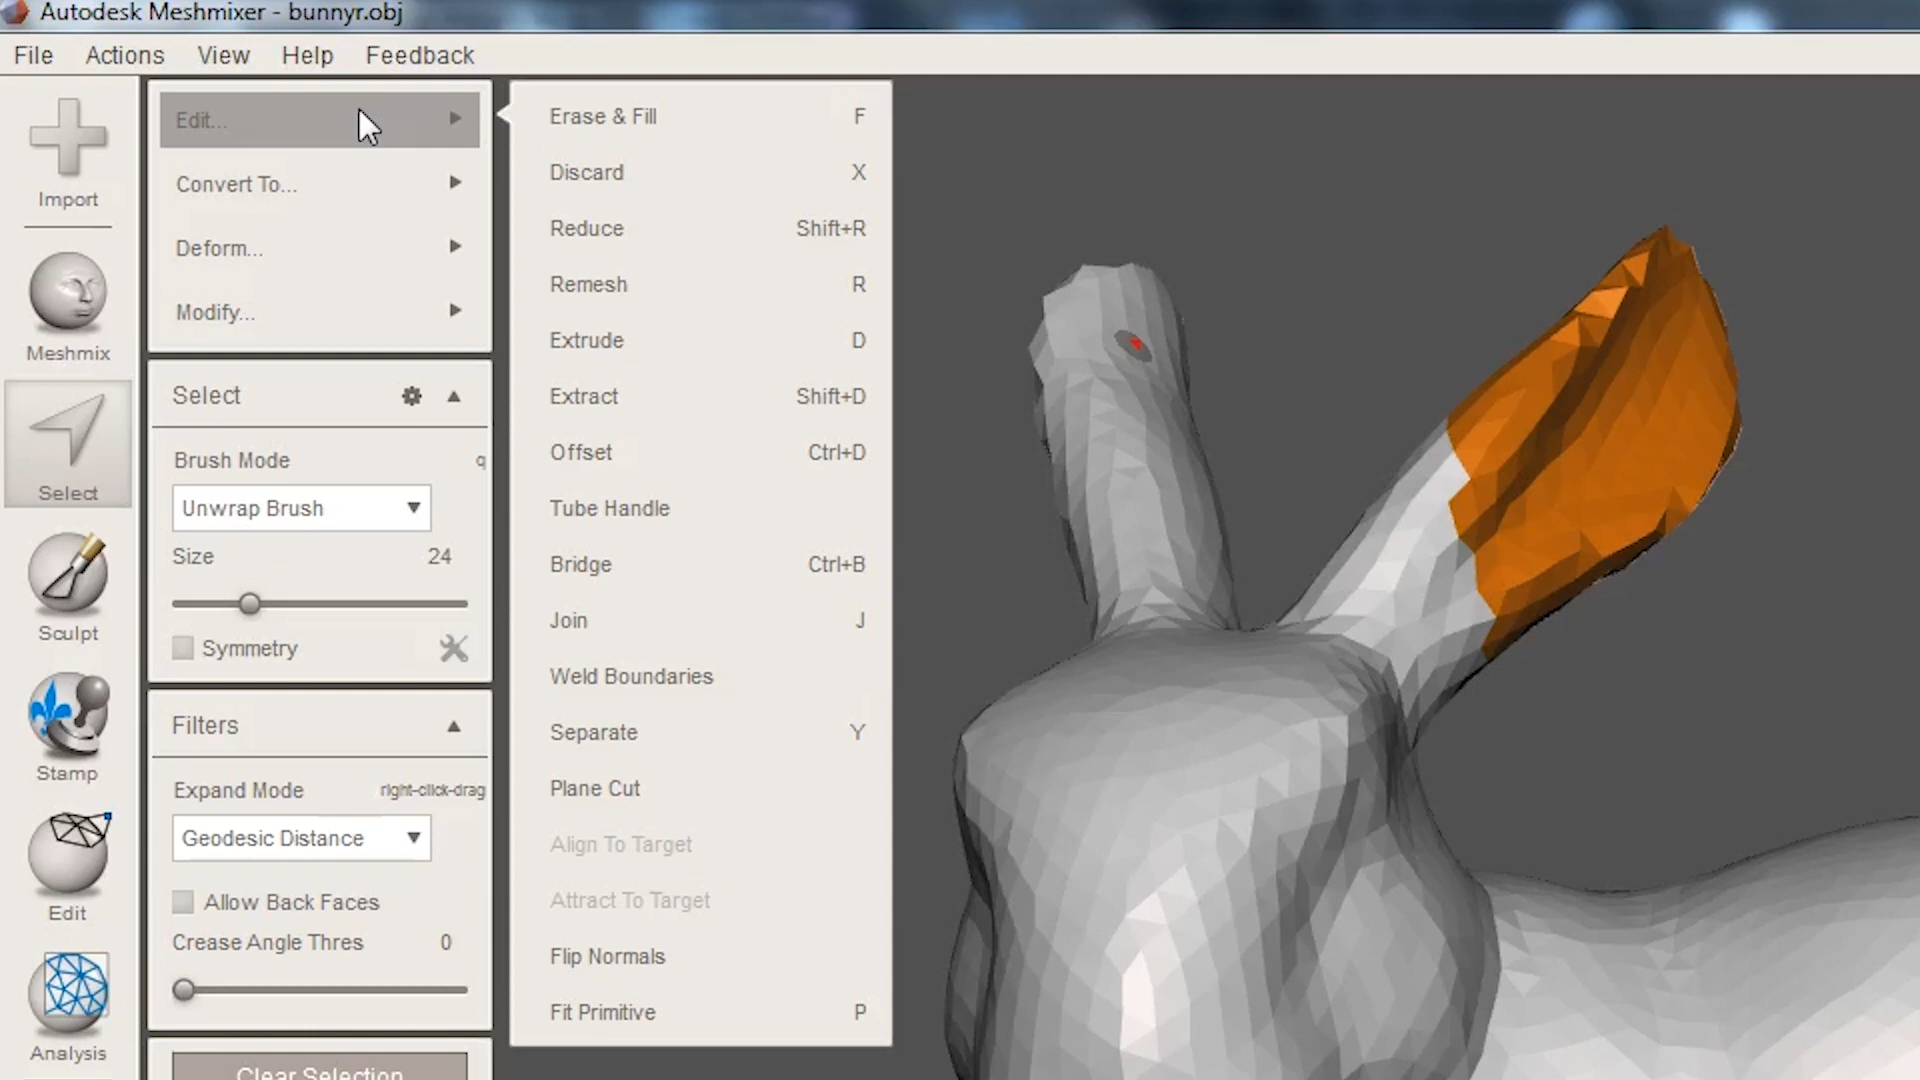 Autodesk Meshmixer - bunnyr.obj
File Actions View Help Feedback
Import
Meshmix
Select
Sculpt
Stamp
Edit
Analysis
Edit...
Convert To...
Deform...
Modify...
Select
Brush Mode q
Unwrap Brush
Size 24
Symmetry
Filters
Expand Mode right-click-drag
Geodesic Distance
Allow Back Faces
Crease Angle Thres 0
Clear Selection
Erase & Fill F
Discard X
Reduce Shift+R
Remesh R
Extrude D
Extract Shift+D
Offset Ctrl+D
Tube Handle
Bridge Ctrl+B
Join J
Weld Boundaries
Separate Y
Plane Cut
Align To Target
Attract To Target
Flip Normals
Fit Primitive P